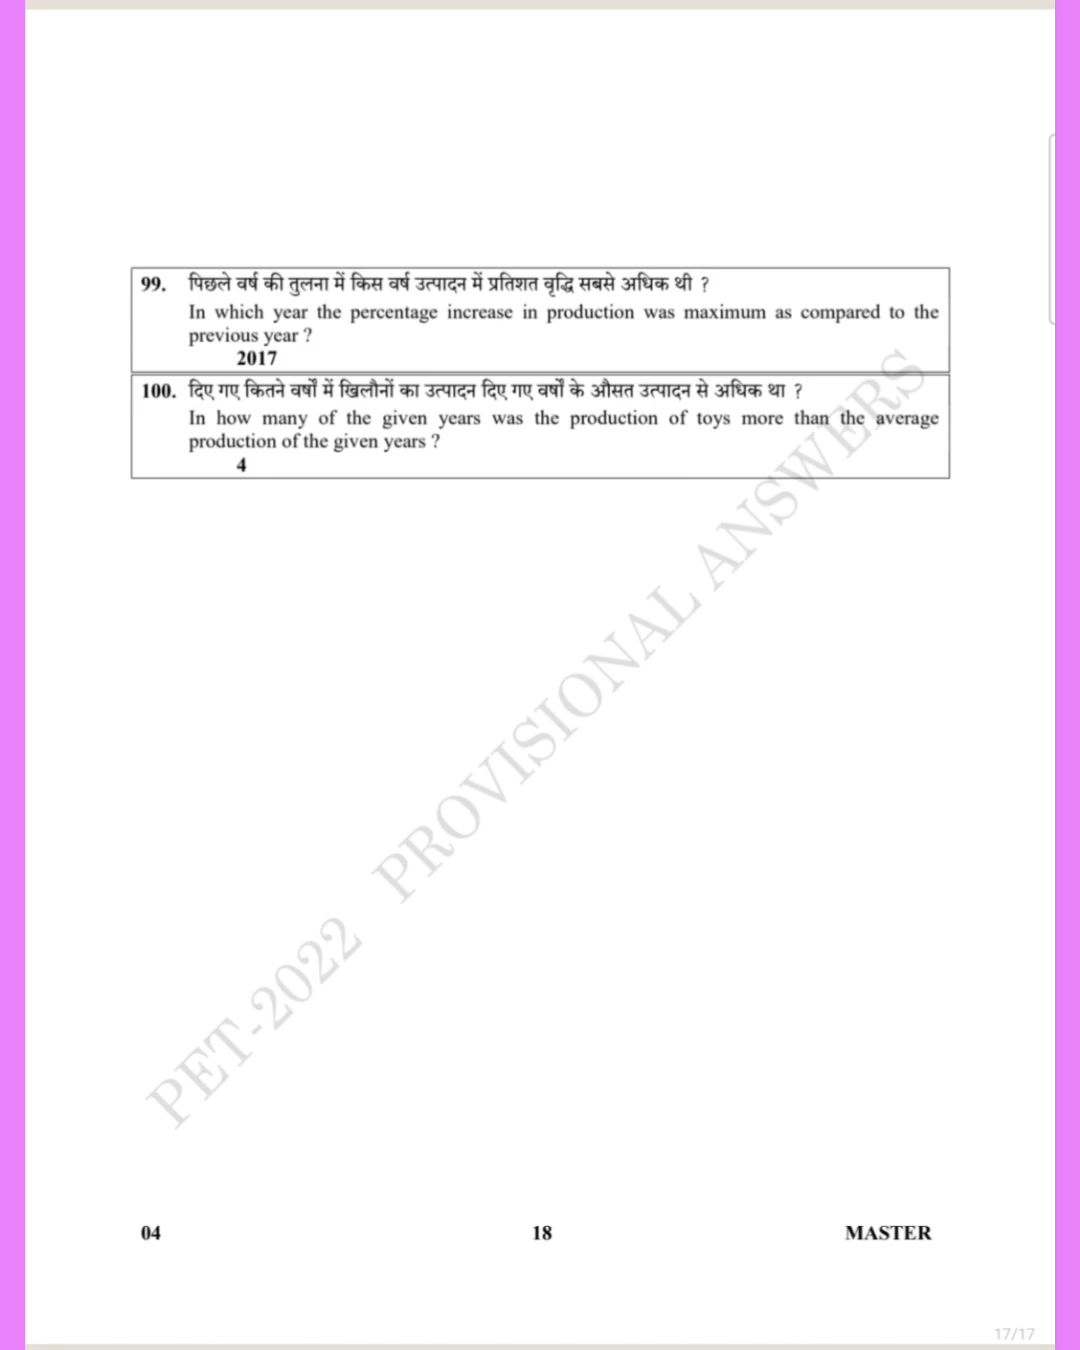 99. पिछले वर्ष की तुलना में किस वर्ष उत्पादन में प्रतिशत वृद्धि सबसे अधिक थी ?
In which year the percentage increase in production was maximum as compared to the
previous year ?
2017
100. दिए गए कितने वर्षों में खिलौनों का उत्पादन दिए गए वर्षों के औसत उत्पादन से अधिक था ?
In how many of the given years was the production of toys more than the average
production of the given years ?
4
PET-2022 PROVISIONAL ANSWERS
04 18 MASTER
17/17